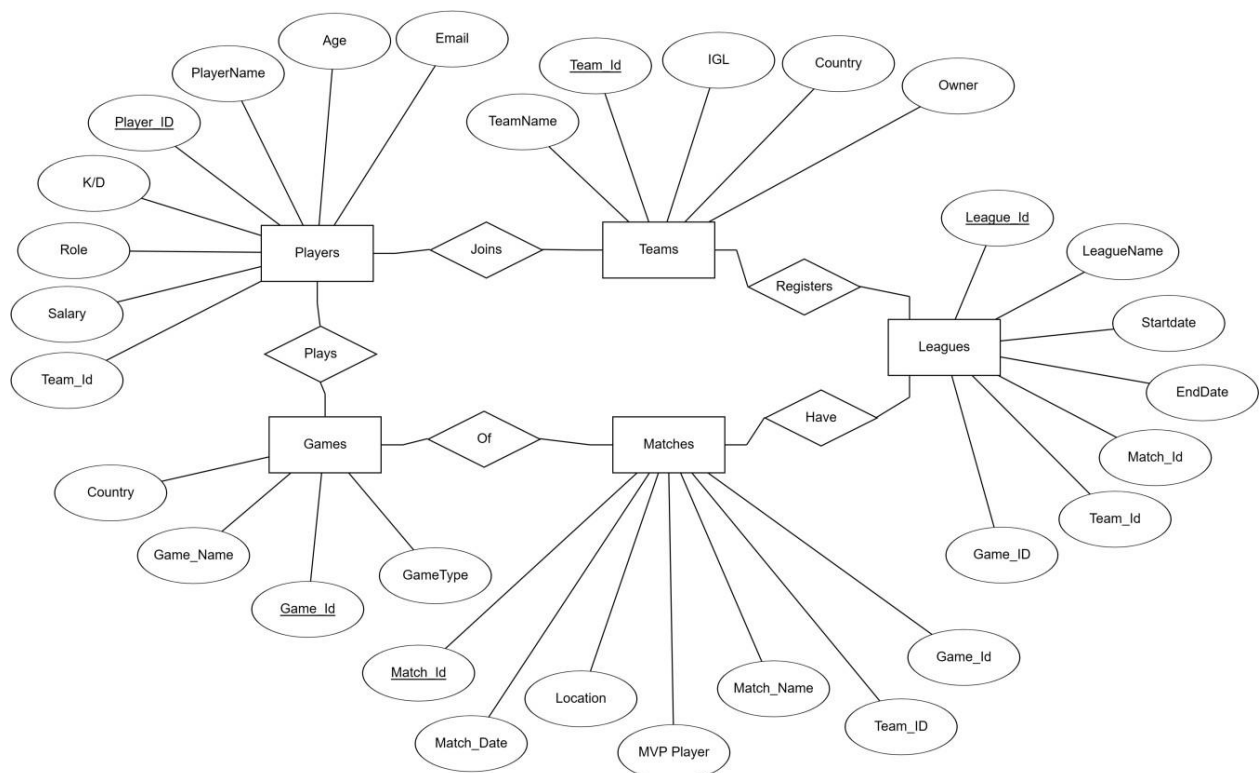 Age
Email
PlayerName
Player_ID
K/D
Role
Salary
Team_Id
Players
Joins
Team_Id
IGL
Country
Owner
TeamName
Teams
Registers
League_Id
LeagueName
Startdate
EndDate
Match_Id
Team_Id
Game_ID
Leagues
Plays
Have
Games
Of
Matches
Country
Game_Name
Game_Id
GameType
Match_Id
Match_Date
Location
MVP Player
Match_Name
Team_ID
Game_Id